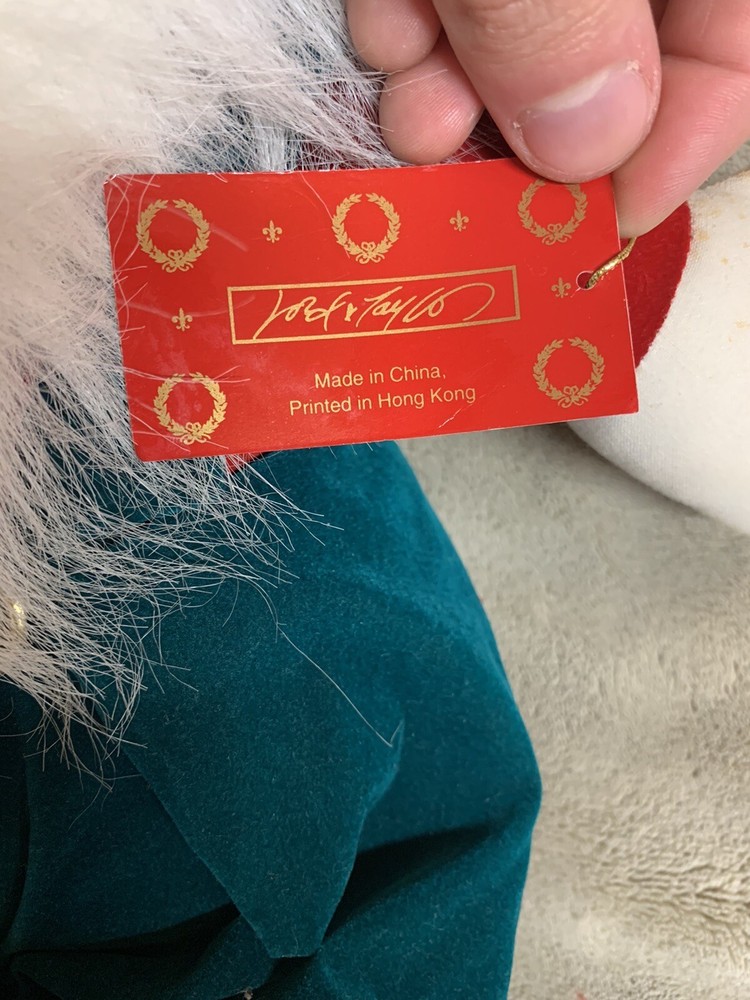 Lord & Taylor
Made in China,
Printed in Hong Kong